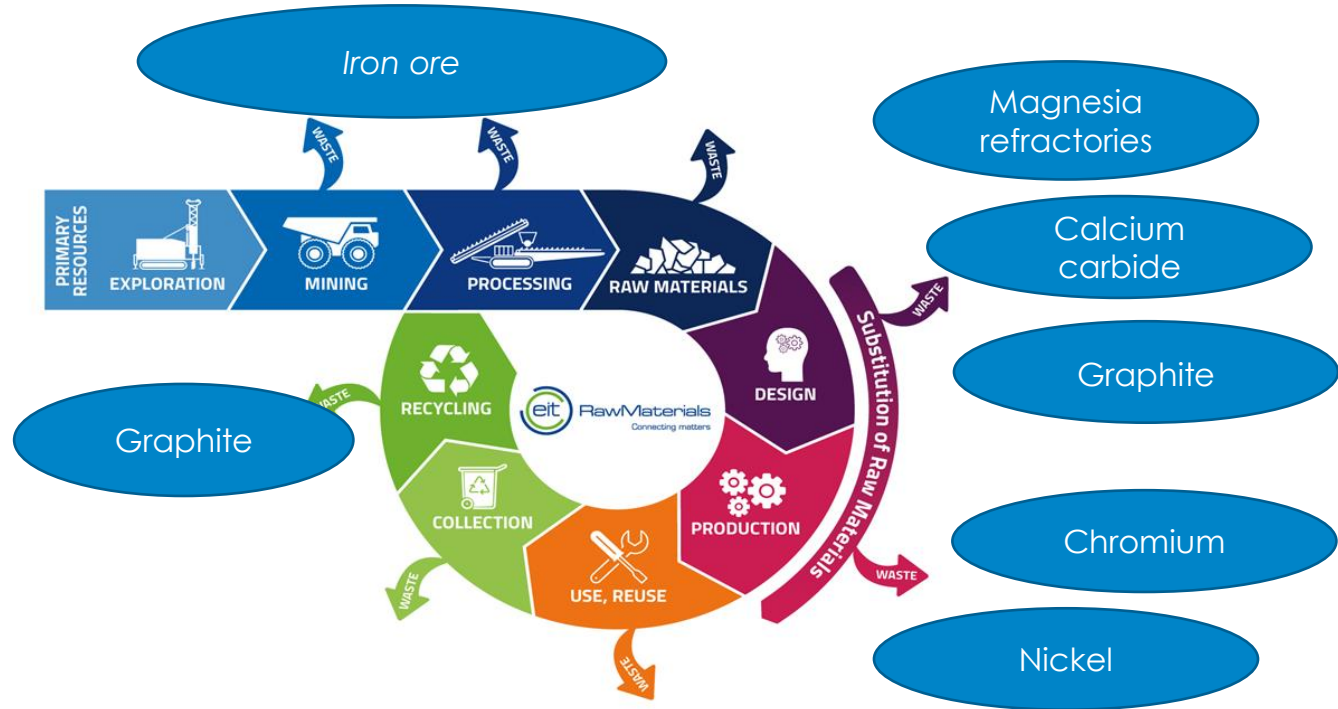 Iron ore
Magnesia
refractories
WASTE
WASTE
WASTE
PRIMARY
RESOURCES
EXPLORATION
MINING
PROCESSING
RAW MATERIALS
Calcium
carbide
WASTE
Substitution of Raw Materials
DESIGN
Graphite
WASTE
RECYCLING
eit RawMaterials
Connecting matters
Graphite
COLLECTION
PRODUCTION
Chromium
WASTE
USE, REUSE
WASTE
WASTE
Nickel